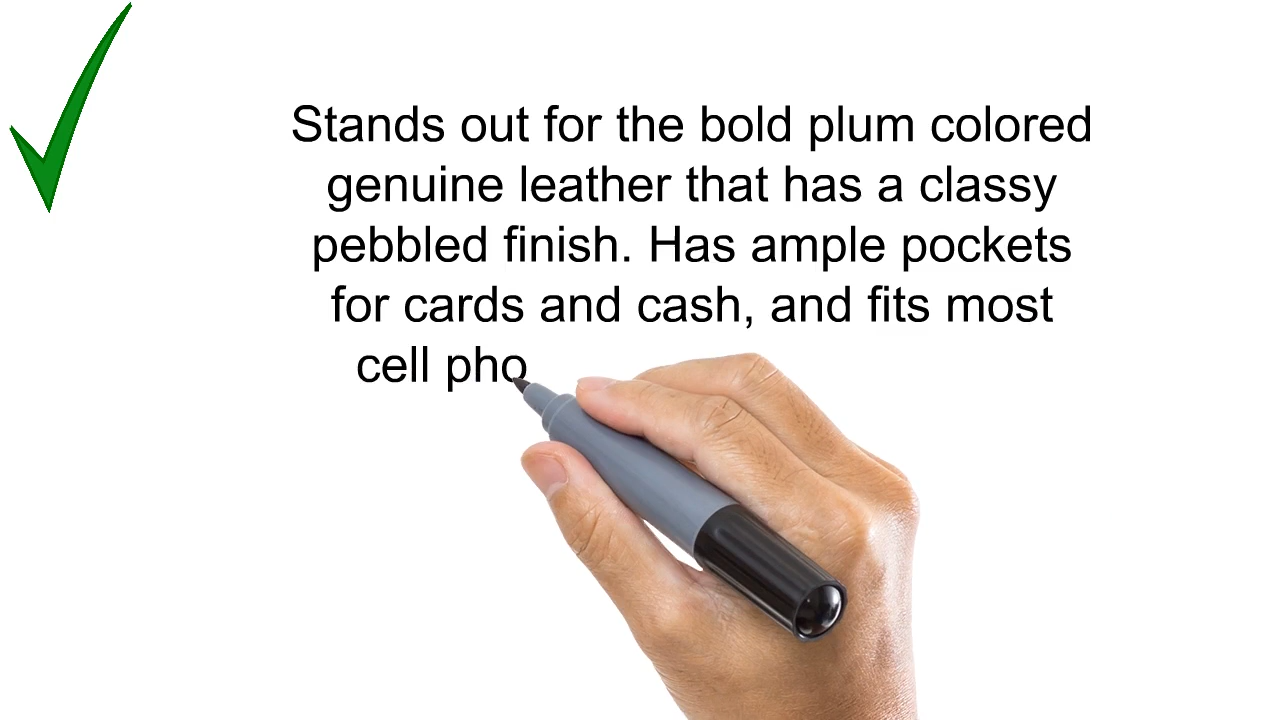 Stands out for the bold plum colored
genuine leather that has a classy
pebbled finish. Has ample pockets
for cards and cash, and fits most
cell pho